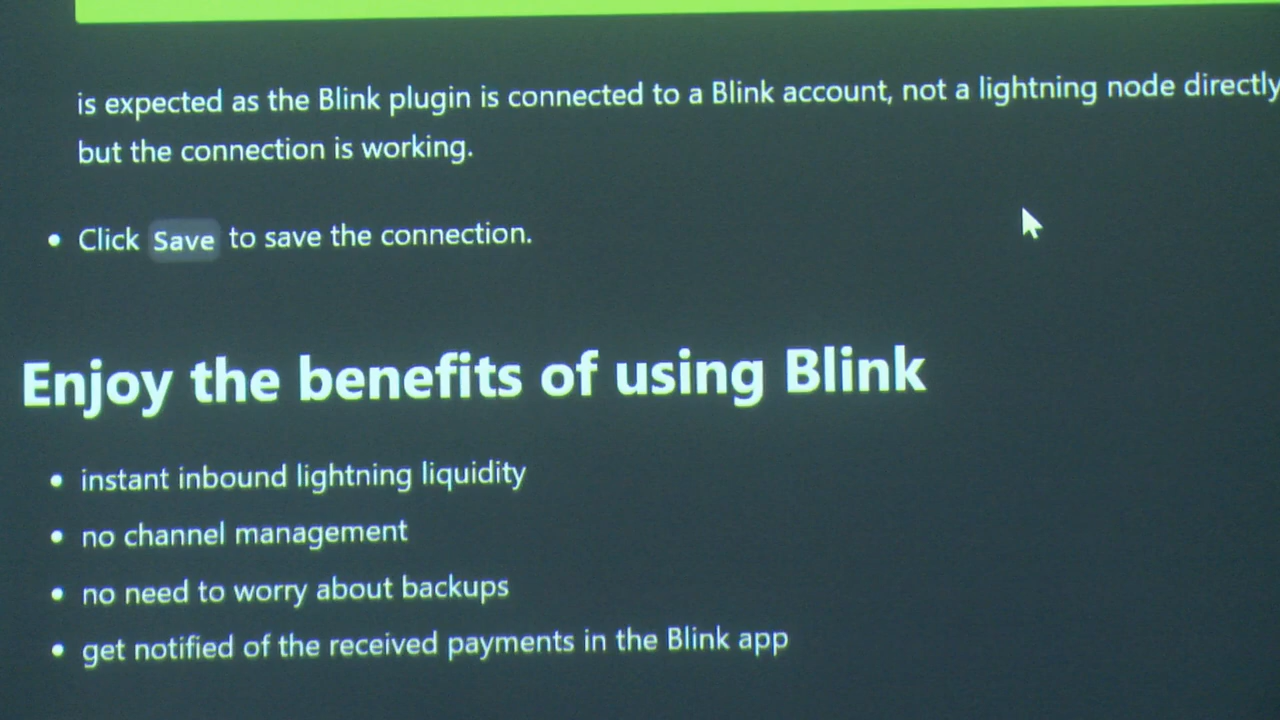 is expected as the Blink plugin is connected to a Blink account, not a lightning node directly
but the connection is working.
• Click Save to save the connection.
Enjoy the benefits of using Blink
• instant inbound lightning liquidity
• no channel management
• no need to worry about backups
• get notified of the received payments in the Blink app